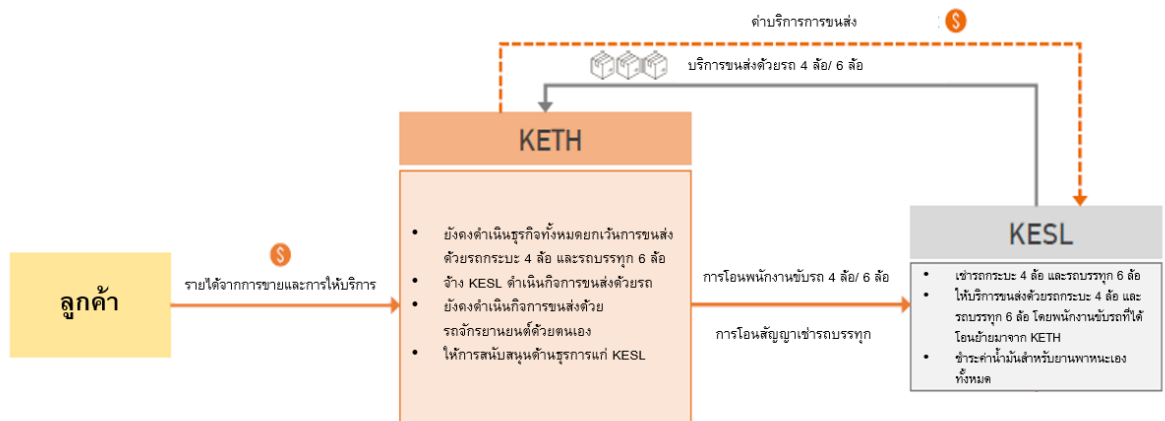 ค่าบริการการขนส่ง
บริการขนส่งด้วยรถ 4 ล้อ/ 6 ล้อ
KETH
ยังคงดำเนินธุรกิจทั้งหมดยกเว้นการขนส่ง
ด้วยรถกระบะ 4 ล้อ และรถบรรทุก 6 ล้อ
จ้าง KESL ดำเนินกิจการขนส่งด้วยรถ
ยังคงดำเนินกิจการขนส่งด้วย
รถจักรยานยนต์ด้วยตนเอง
ให้การสนับสนุนด้านธุรการแก่ KESL
ลูกค้า
รายได้จากการขายและการให้บริการ
การโอนพนักงานขับรถ 4 ล้อ/ 6 ล้อ
การโอนสัญญาเช่ารถบรรทุก
KESL
เช่ารถกระบะ 4 ล้อ และรถบรรทุก 6 ล้อ
ให้บริการขนส่งด้วยรถกระบะ 4 ล้อ และ
รถบรรทุก 6 ล้อ โดยพนักงานขับรถที่ได้
โอนย้ายมาจาก KETH
ชำระค่าน้ำมันสำหรับยานพาหนะเอง
ทั้งหมด